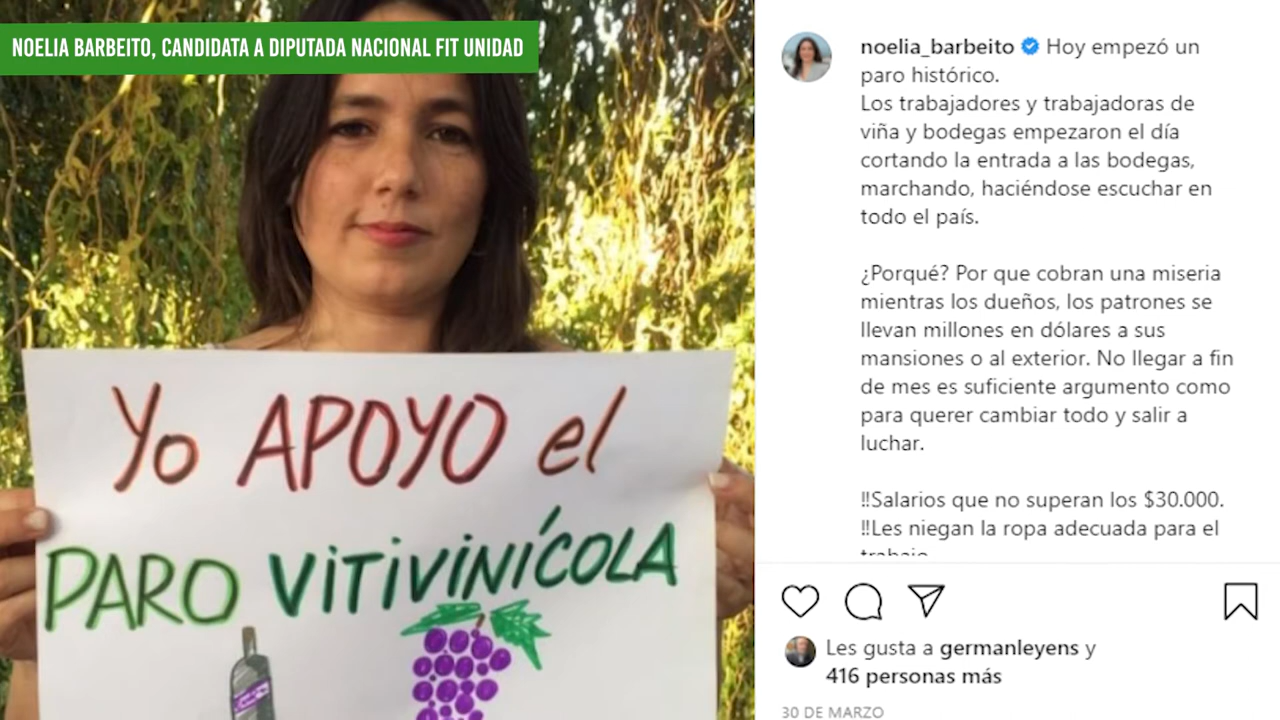 NOELIA BARBEITO, CANDIDATA A DIPUTADA NACIONAL FIT UNIDAD
Yo APOYO el
PARO VITIVINÍCOLA
noelia_barbeito Hoy empezó un
paro histórico.
Los trabajadores y trabajadoras de
viña y bodegas empezaron el día
cortando la entrada a las bodegas,
marchando, haciéndose escuchar en
todo el país.
¿Porqué? Por que cobran una miseria
mientras los dueños, los patrones se
llevan millones en dólares a sus
mansiones o al exterior. No llegar a fin
de mes es suficiente argumento como
para querer cambiar todo y salir a
luchar.
!!Salarios que no superan los $30.000.
!!Les niegan la ropa adecuada para el
trabajo
Les gusta a germanleyens y
416 personas más
30 DE MARZO